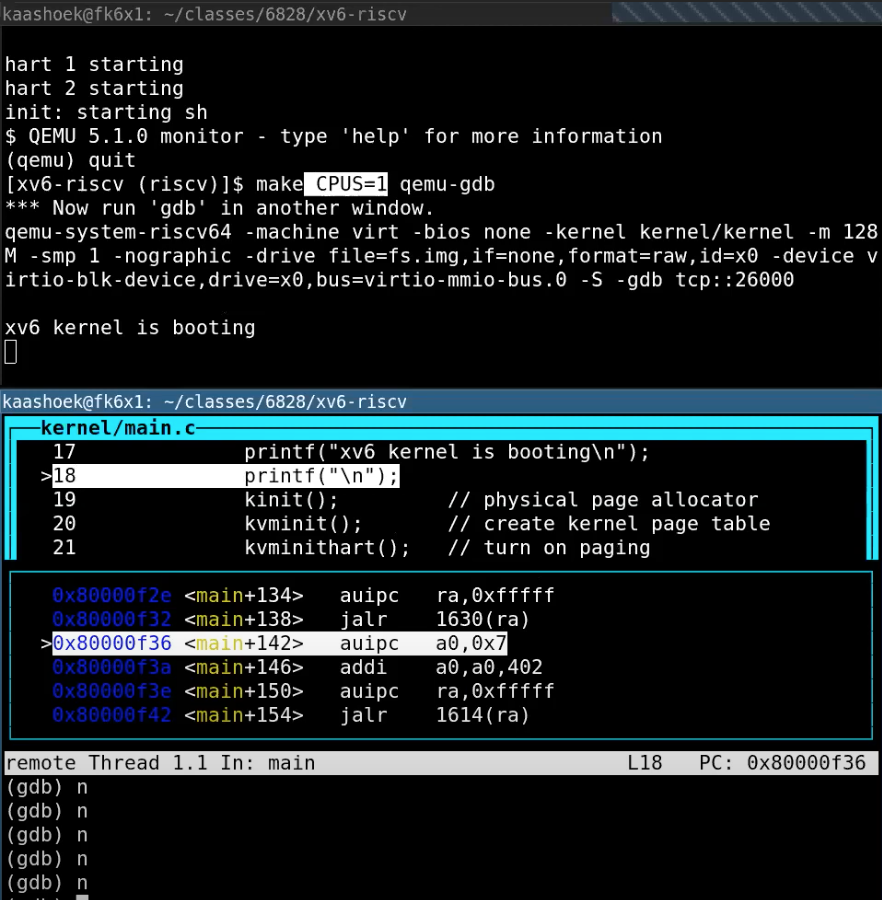 kaashoek@fk6x1: ~/classes/6828/xv6-riscv
hart 1 starting
hart 2 starting
init: starting sh
$ QEMU 5.1.0 monitor - type 'help' for more information
(qemu) quit
[xv6-riscv (riscv)]$ make CPUS=1 qemu-gdb
*** Now run 'gdb' in another window.
qemu-system-riscv64 -machine virt -bios none -kernel kernel/kernel -m 128
M -smp 1 -nographic -drive file=fs.img,if=none,format=raw,id=x0 -device v
irtio-blk-device,drive=x0,bus=virtio-mmio-bus.0 -S -gdb tcp::26000
xv6 kernel is booting
kaashoek@fk6x1: ~/classes/6828/xv6-riscv
kernel/main.c
17 printf("xv6 kernel is booting\n");
>18 printf("\n");
19 kinit(); // physical page allocator
20 kvminit(); // create kernel page table
21 kvminithart(); // turn on paging
0x80000f2e <main+134> auipc ra,0xfffff
0x80000f32 <main+138> jalr 1630(ra)
>0x80000f36 <main+142> auipc a0,0x7
0x80000f3a <main+146> addi a0,a0,402
0x80000f3e <main+150> auipc ra,0xfffff
0x80000f42 <main+154> jalr 1614(ra)
remote Thread 1.1 In: main L18 PC: 0x80000f36
(gdb) n
(gdb) n
(gdb) n
(gdb) n
(gdb) n